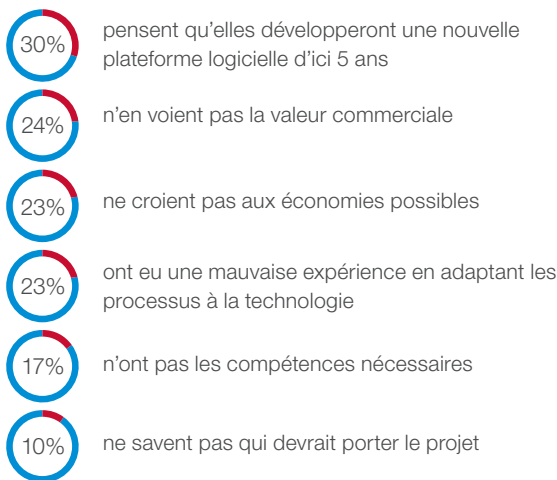 30%
pensent qu’elles développeront une nouvelle
plateforme logicielle d’ici 5 ans
24%
n’en voient pas la valeur commerciale
23%
ne croient pas aux économies possibles
23%
ont eu une mauvaise expérience en adaptant les
processus à la technologie
17%
n’ont pas les compétences nécessaires
10%
ne savent pas qui devrait porter le projet